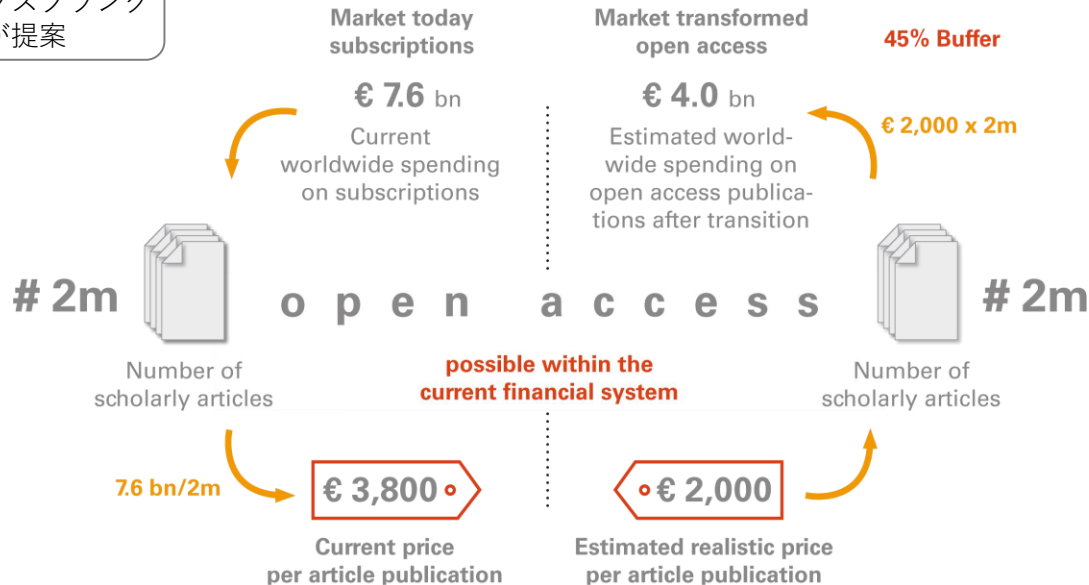 が提案
Market today
subscriptions
€ 7.6 bn
Current
worldwide spending
on subscriptions
Market transformed
open access
€ 4.0 bn
Estimated world-
wide spending on
open access publica-
tions after transition
45% Buffer
€ 2,000 x 2m
# 2m
Number of
scholarly articles
open access
possible within the
current financial system
# 2m
Number of
scholarly articles
7.6 bn/2m
€ 3,800
Current price
per article publication
€ 2,000
Estimated realistic price
per article publication